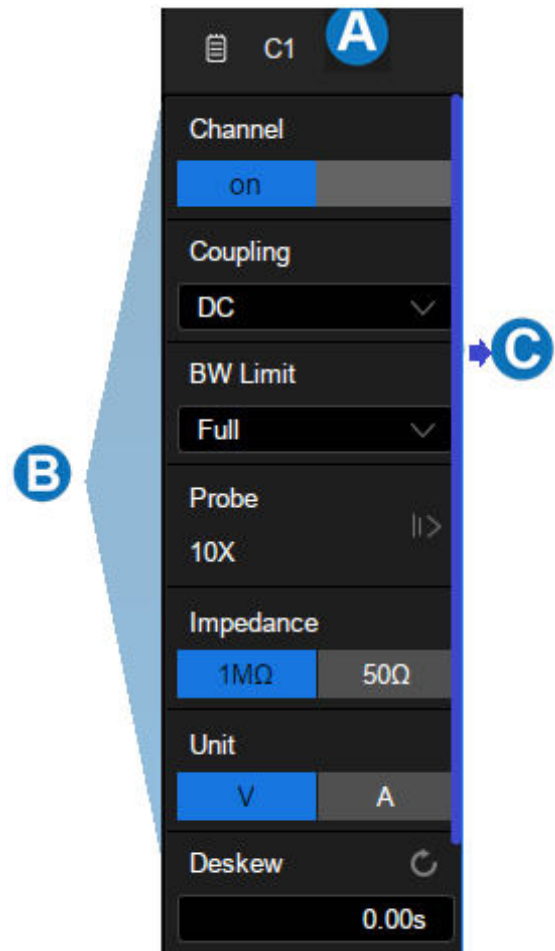 C1
A
Channel
on
Coupling
DC
C
BW Limit
Full
B
Probe
10X
Impedance
1MΩ 50Ω
Unit
V A
Deskew
0.00s